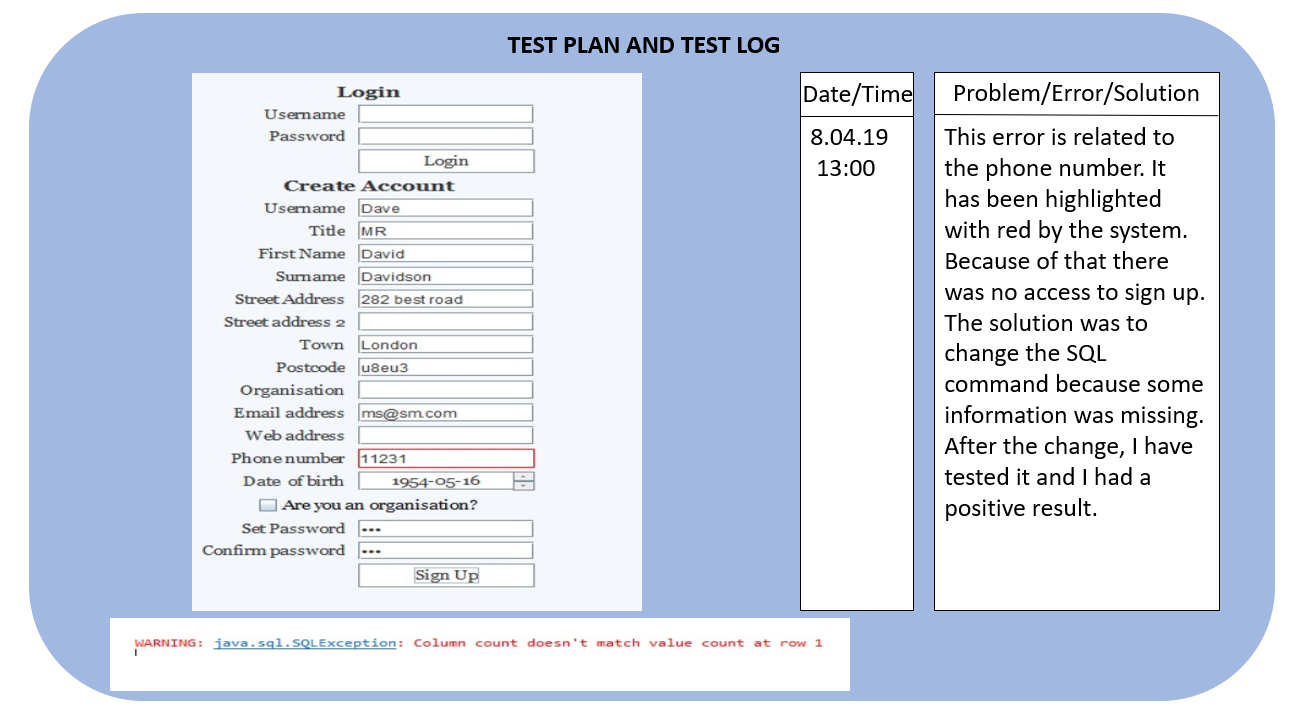 TEST PLAN AND TEST LOG
Login
Username
Password
Login
Create Account
Username Dave
Title MR
First Name David
Surname Davidson
Street Address 282 best road
Street address 2
Town London
Postcode u8eu3
Organisation
Email address ms@sm.com
Web address
Phone number 11231
Date of birth 1954-05-16
Are you an organisation?
Set Password •••
Confirm password •••
Sign Up
Date/Time
8.04.19
13:00
Problem/Error/Solution
This error is related to
the phone number. It
has been highlighted
with red by the system.
Because of that there
was no access to sign up.
The solution was to
change the SQL
command because some
information was missing.
After the change, I have
tested it and I had a
positive result.
WARNING: java.sql.SQLException: Column count doesn't match value count at row 1